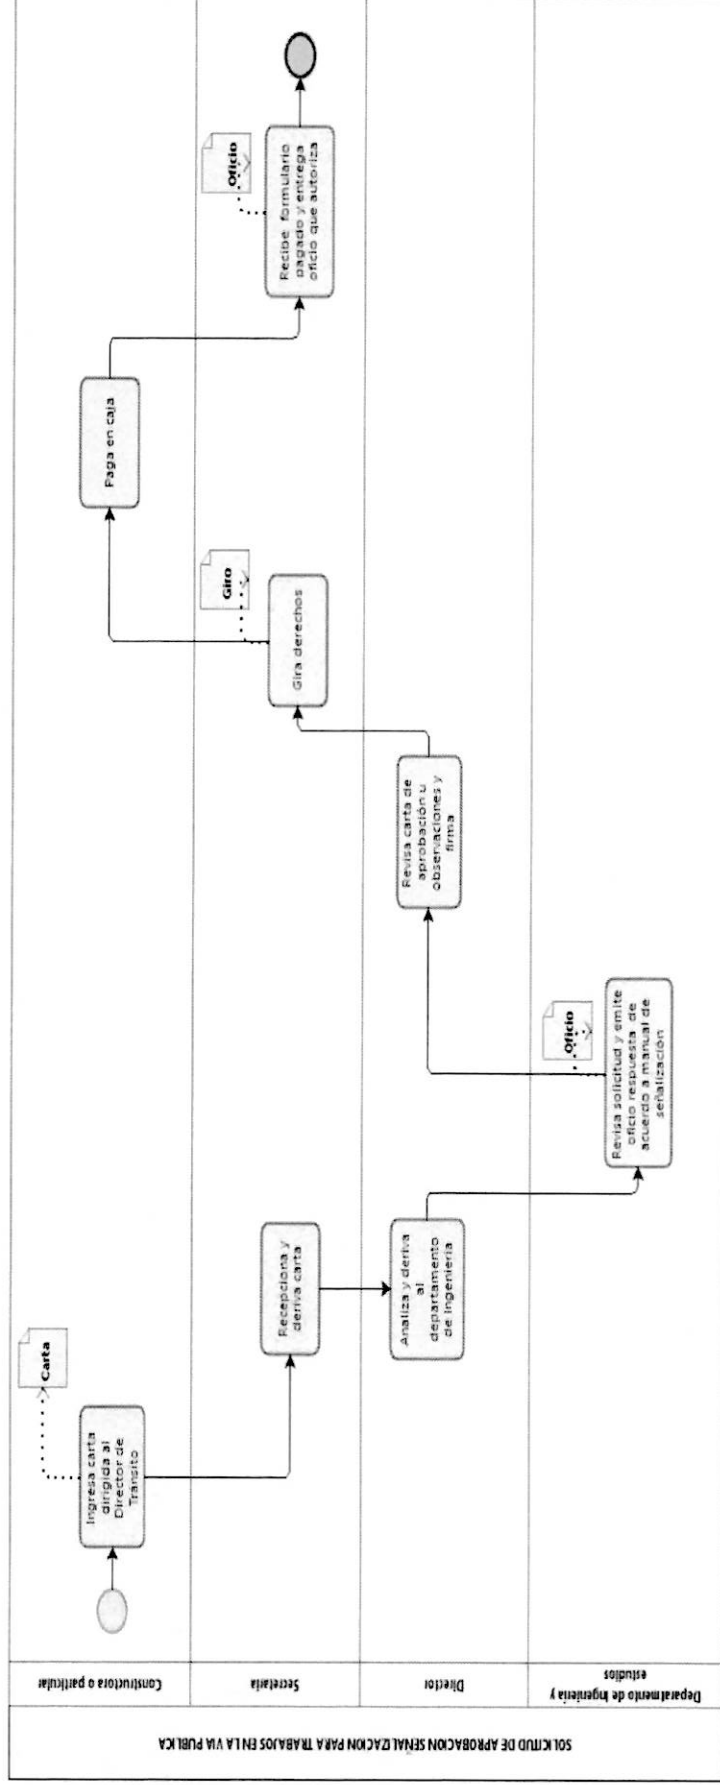 SOLICITUD DE APROBACION SEÑALIZACION PARA TRABAJOS EN LA VIA PUBLICA
Constructora o particular
Secretaria
Director
Departamento de Ingenieria y
estudios
Ingresa carta
dirigida al
Director de
Tránsito
Carta
Recepciona y
deriva carta
Analiza y deriva
al
departamento
de Ingeniería
Revisa solicitud y emite
oficio respuesta de
acuerdo a manual de
señalización
Oficio
Revisa carta de
aprobación u
observaciones y
firma
Gira derechos
Giro
Paga en caja
Recibe formulario
pagado y entrega
oficio que autoriza
Oficio